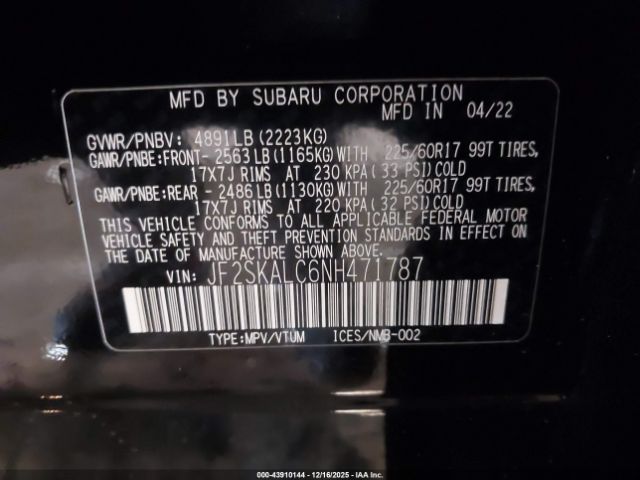 MFD BY SUBARU CORPORATION
MFD IN 04/22
GVWR/PNBV: 4891LB(2223KG)
GAWR/PNBE:FRONT-2563LB(1165KG)WITH 225/60R17 99T TIRES,
17X7J RIMS AT 230 KPA(33 PSI)COLD
GAWR/PNBE:REAR -2486LB(1130KG)WITH 225/60R17 99T TIRES,
17X7J RIMS AT 220 KPA(32 PSI)COLD
THIS VEHICLE CONFORMS TO ALL APPLICABLE FEDERAL MOTOR
VEHICLE SAFETY AND THEFT PREVENTION STANDARDS IN EFFECT ON
THE DATE OF MANUFACTURE SHOWN ABOVE.
VIN: JF2SKALC6NH471787
TYPE:MPV/VTUM ICES/NMB-002
000-43910144 - 12/16/2025 - IAA Inc.